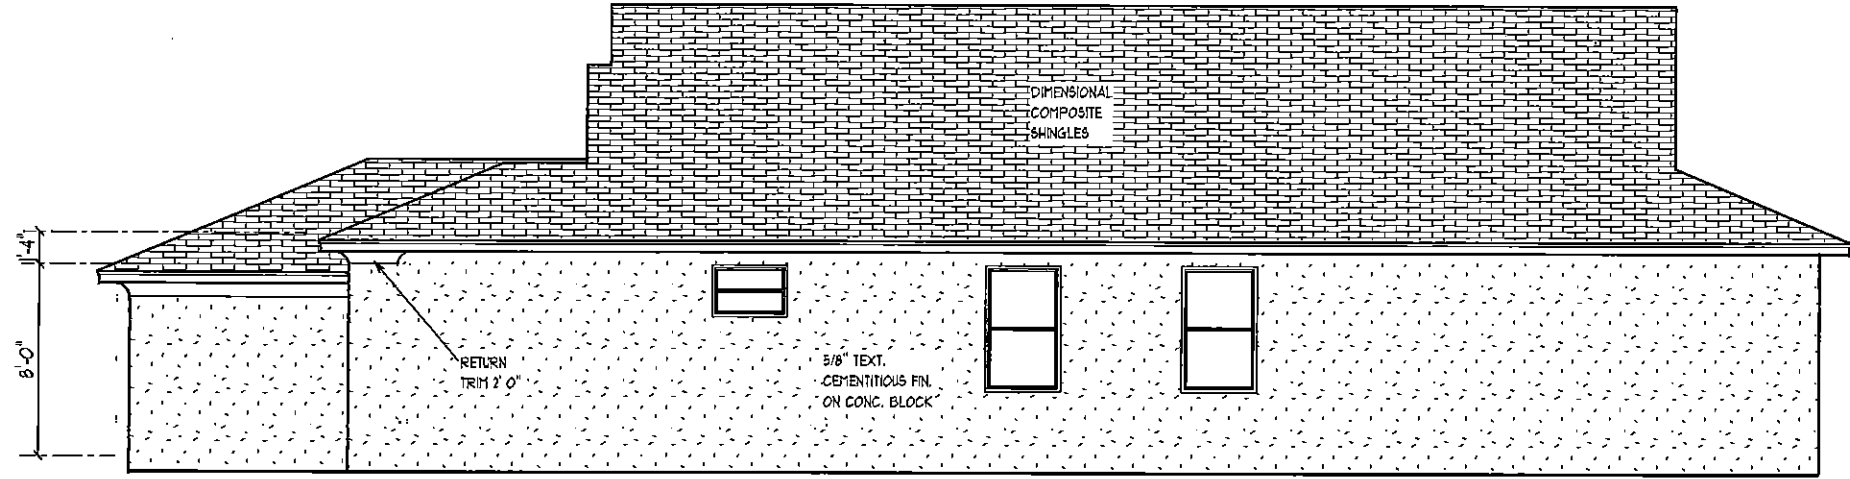 DIMENSIONAL
COMPOSITE
SHINGLES
1'-4"
8'-0"
RETURN
TRIM 2' 0"
5/8" TEXT.
CEMENTITIOUS FIN.
ON CONC. BLOCK